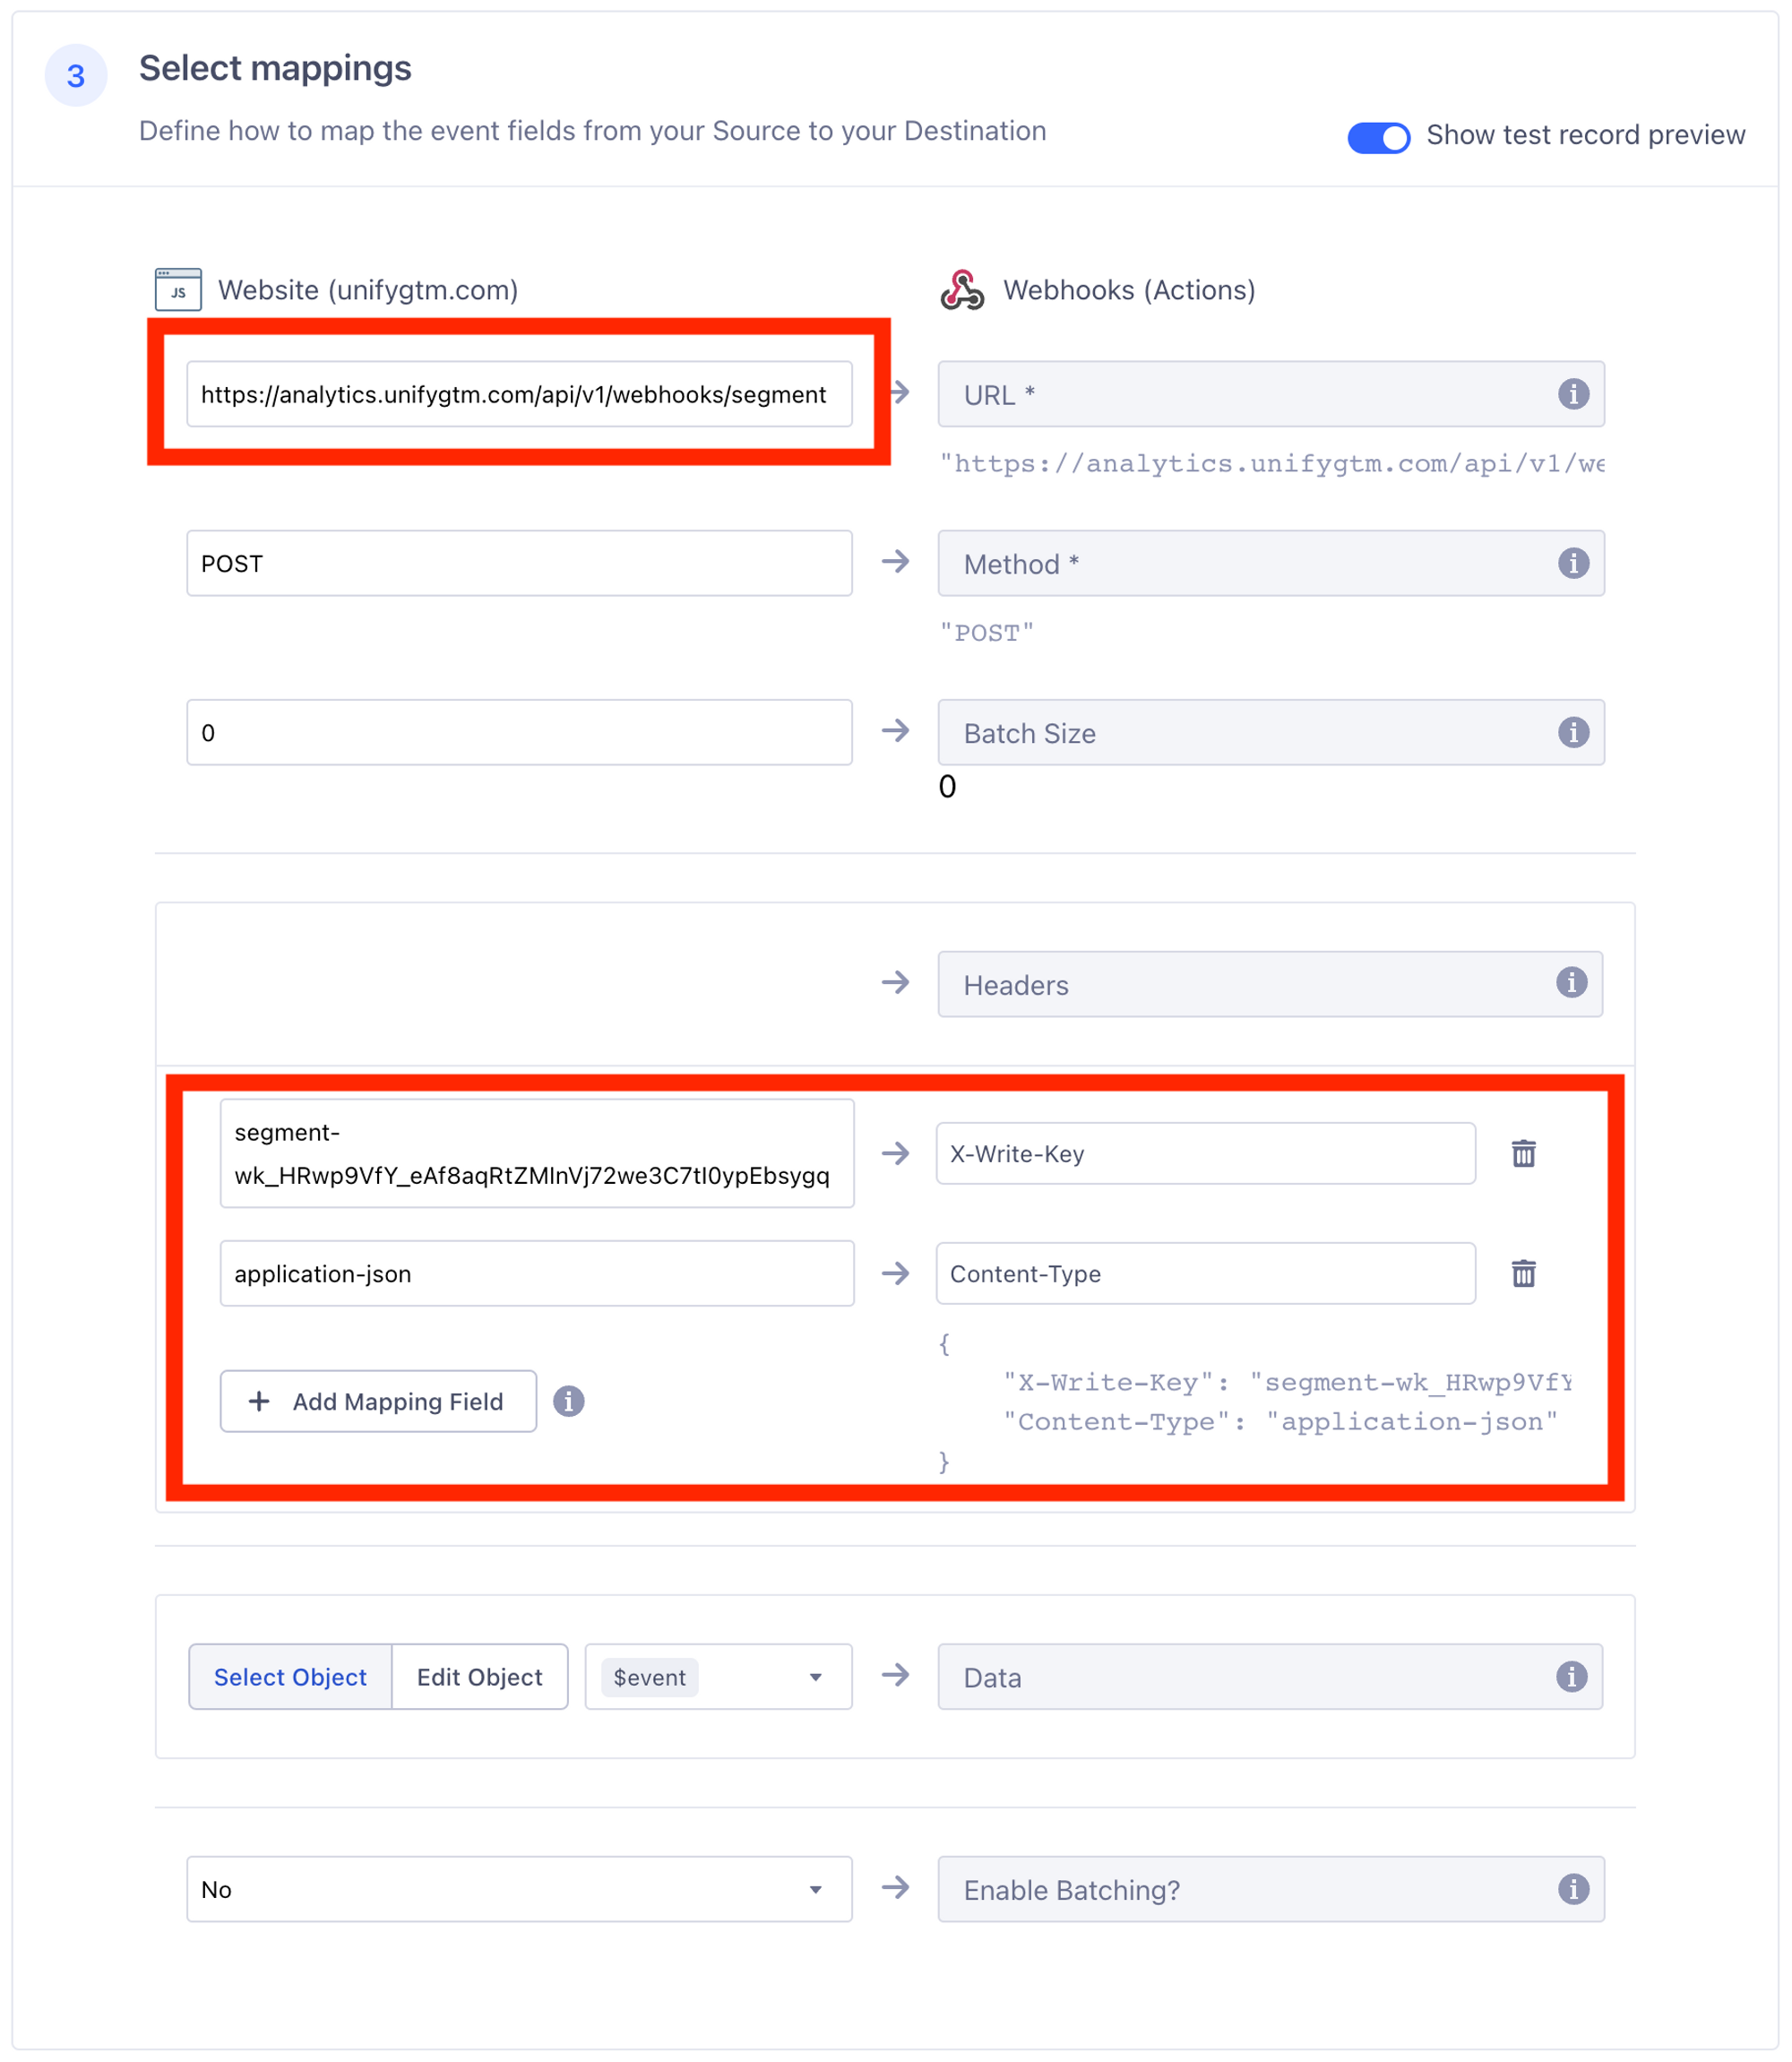 3
Select mappings
Define how to map the event fields from your Source to your Destination
Show test record preview
JS
Website (unifygtm.com)
Webhooks (Actions)
https://analytics.unifygtm.com/api/v1/webhooks/segment
URL *
"https://analytics.unifygtm.com/api/v1/we
POST
Method *
"POST"
0
Batch Size
0
Headers
segment-
wk_HRwp9VfY_eAf8aqRtZMInVj72we3C7tI0ypEbsygq
X-Write-Key
application-json
Content-Type
{
"X-Write-Key": "segment-wk_HRwp9VfY
"Content-Type": "application-json"
}
+ Add Mapping Field
Select Object
Edit Object
$event
Data
No
Enable Batching?